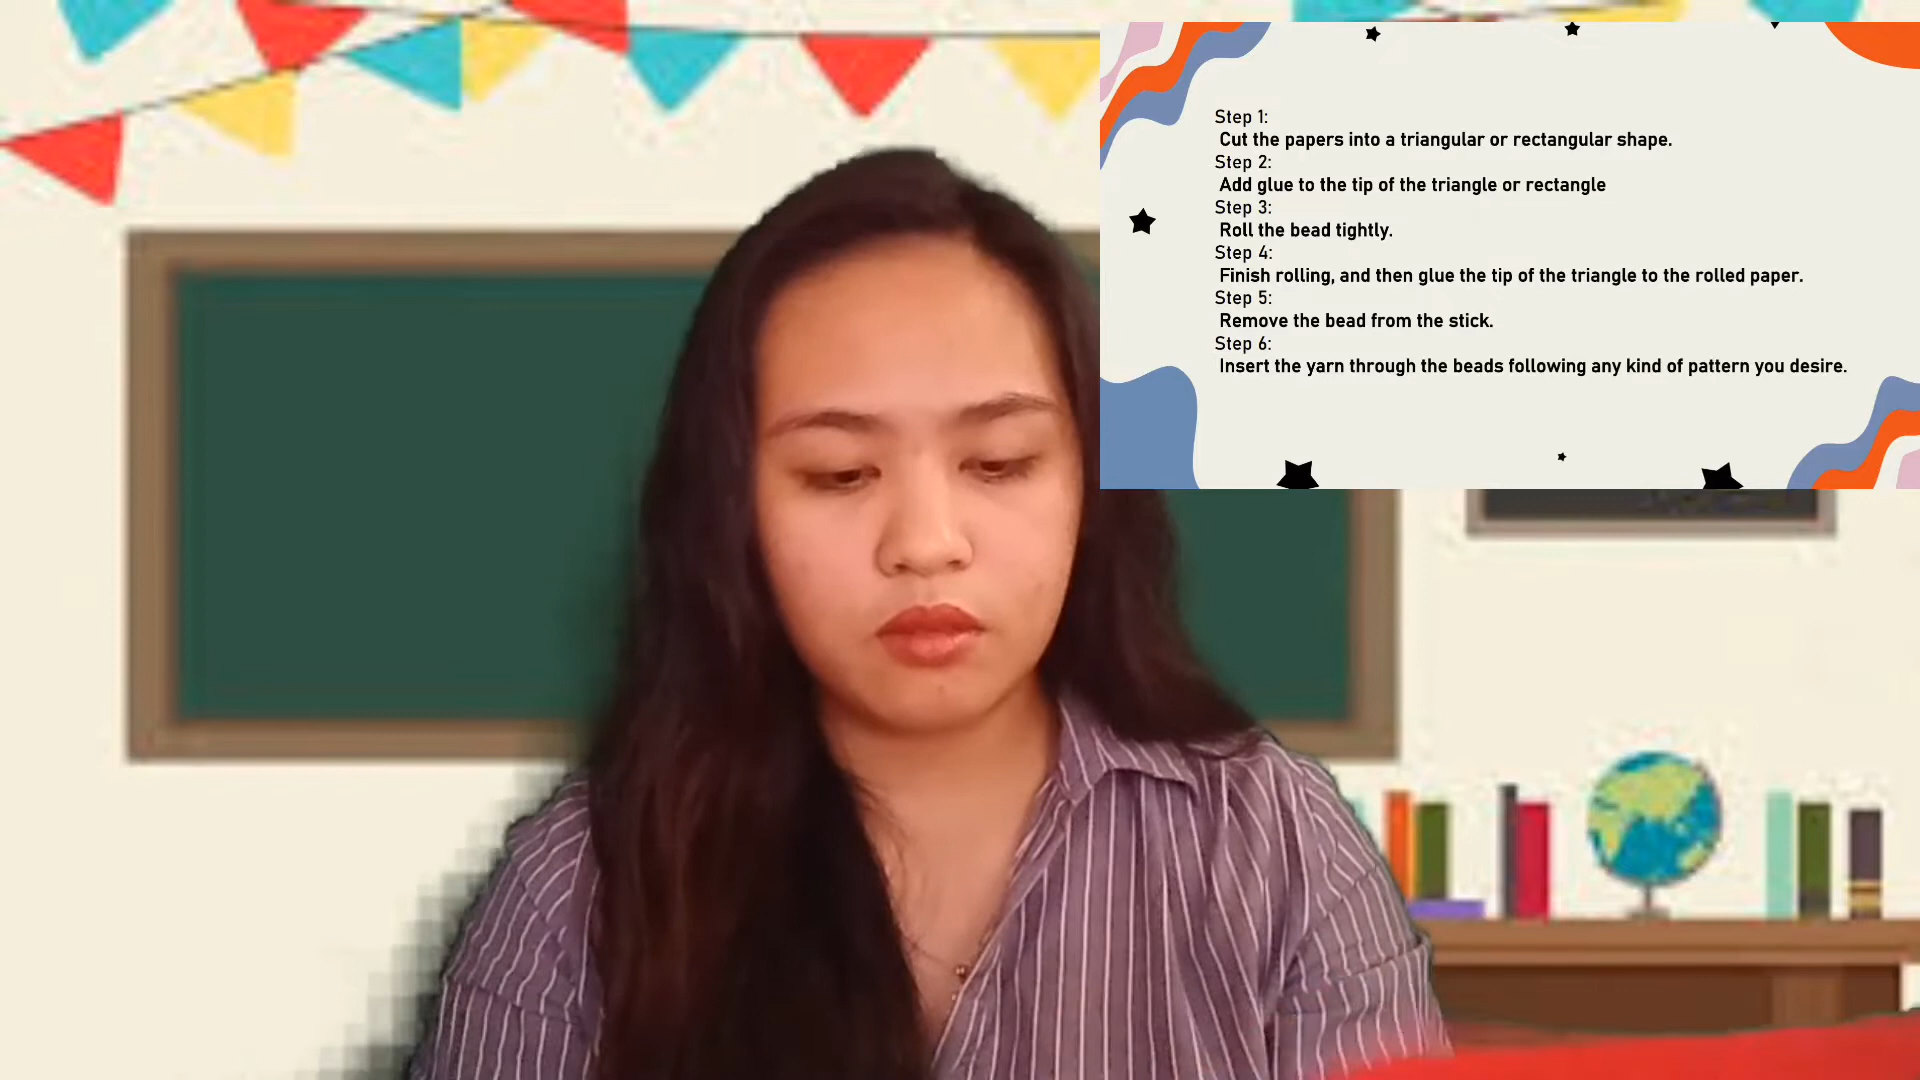 Step 1:
Cut the papers into a triangular or rectangular shape.
Step 2:
Add glue to the tip of the triangle or rectangle
Step 3:
Roll the bead tightly.
Step 4:
Finish rolling, and then glue the tip of the triangle to the rolled paper.
Step 5:
Remove the bead from the stick.
Step 6:
Insert the yarn through the beads following any kind of pattern you desire.